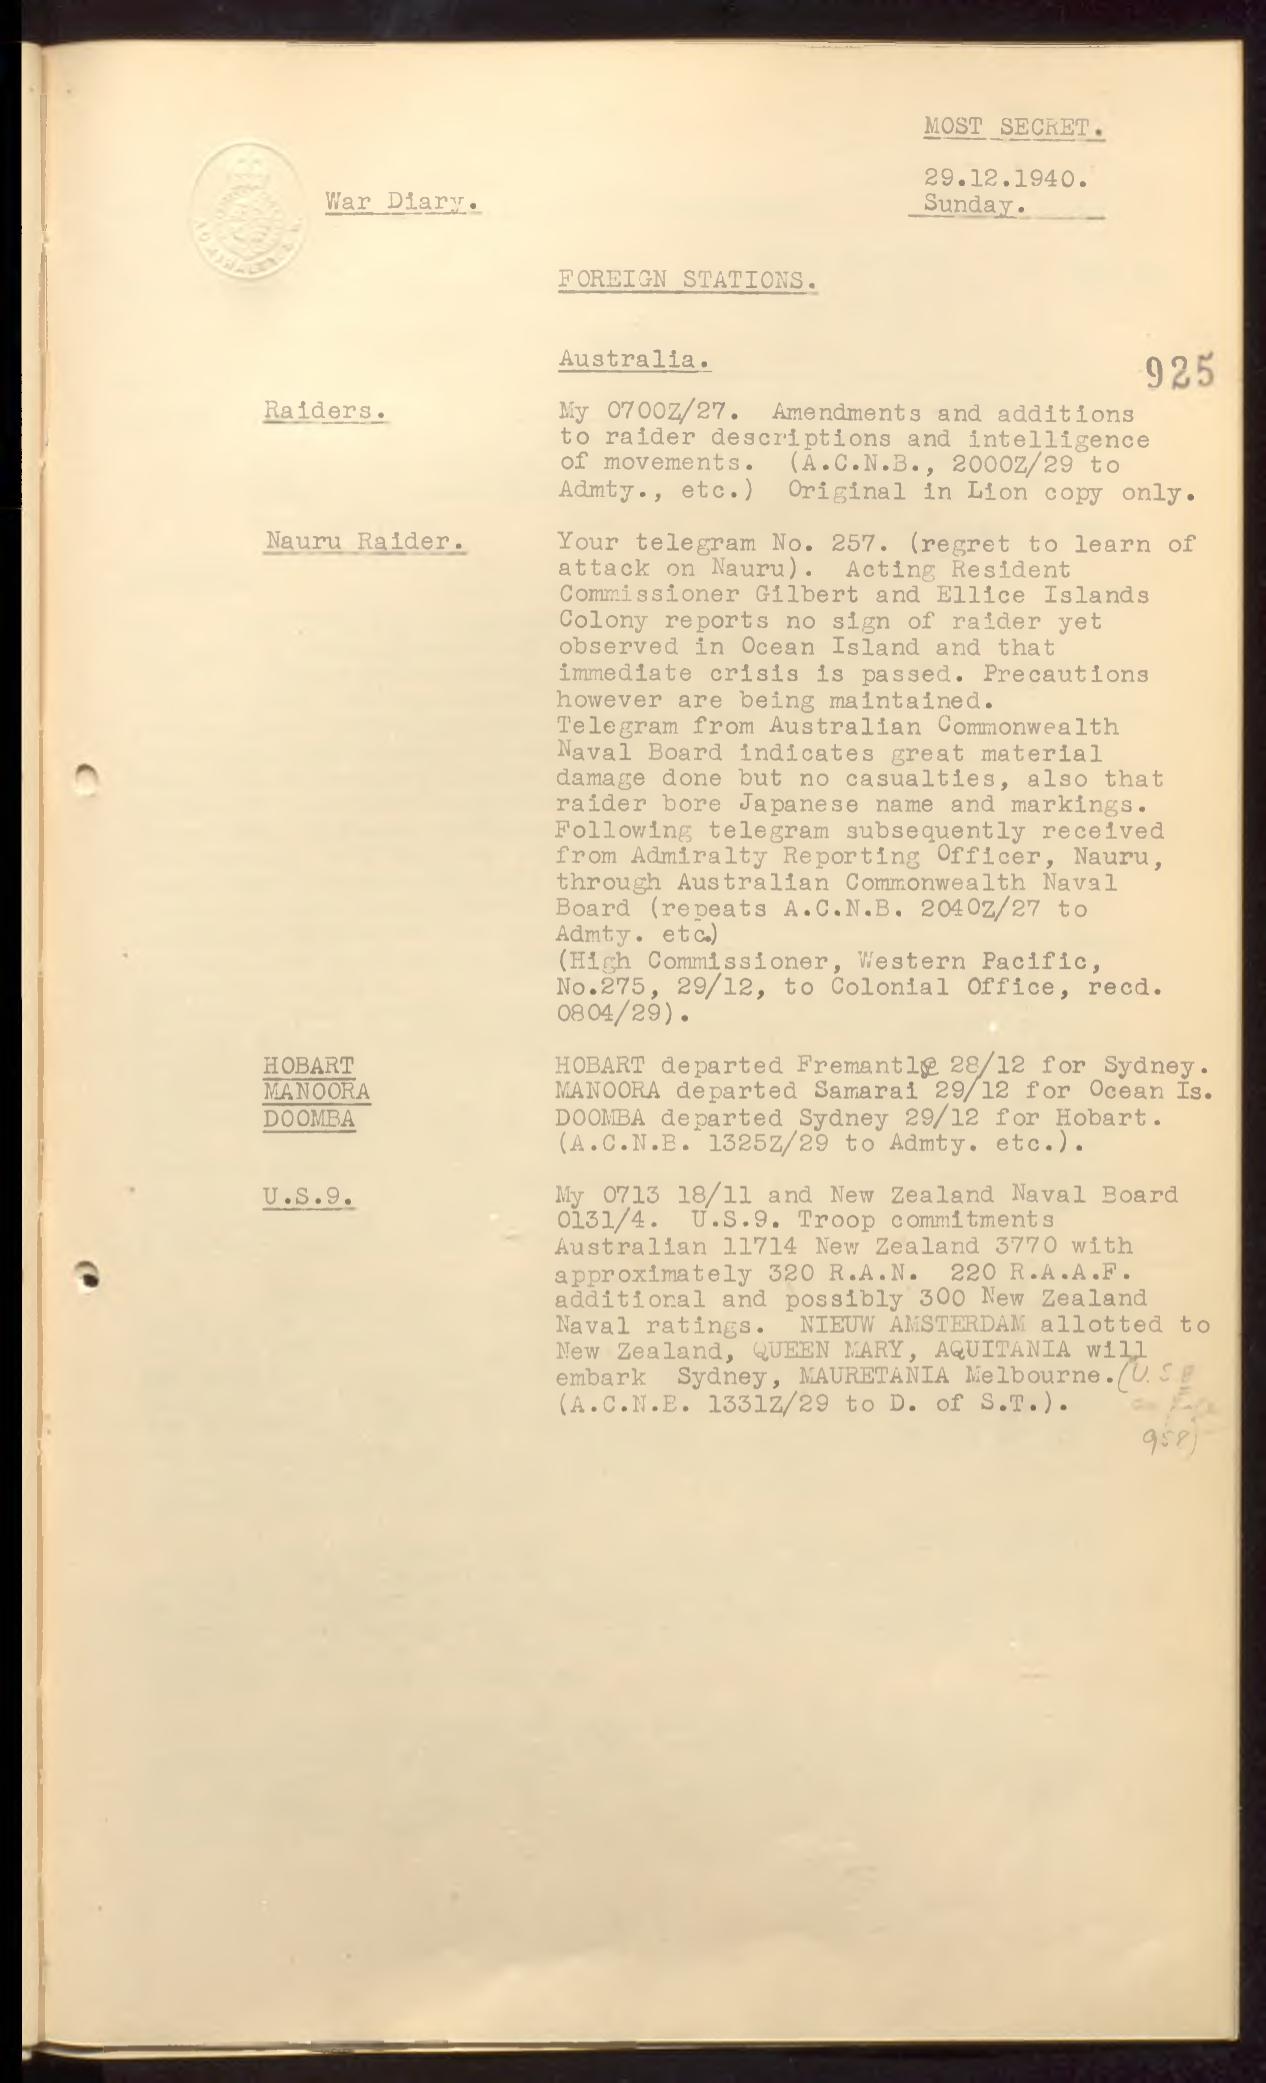 MOST SECRET.
29.12.1940.
War Diary.
Sunday.
FOREIGN STATIONS.
Australia.
925
Raiders.
My 0700Z/27. Amendments and additions
to raider descriptions and intelligence
of movements. (A.C.N.B., 2000Z/29 to
Admty., etc.) Original in Lion copy only.
Nauru Raider.
Your telegram No. 257. (regret to learn of
attack on Nauru). Acting Resident
Commissioner Gilbert and Ellice Islands
Colony reports no sign of raider yet
observed in Ocean Island and that
immediate crisis is passed. Precautions
however are being maintained.
Telegram from Australian Commonwealth
Naval Board indicates great material
damage done but no casualties, also that
raider bore Japanese name and markings.
Following telegram subsequently received
from Admiralty Reporting Officer, Nauru,
through Australian Commonwealth Naval
Board (repeats A.C.N.B. 2040Z/27 to
Admty. etc.)
(High Commissioner, Western Pacific,
No.275, 29/12, to Colonial Office, recd.
0804/29).
HOBART
MANOORA
DOOMBA
HOBART departed Fremantle 28/12 for Sydney.
MANOORA departed Samarai 29/12 for Ocean Is.
DOOMBA departed Sydney 29/12 for Hobart.
(A.C.N.B. 1325Z/29 to Admty. etc.).
U.S.9.
My 0713 18/11 and New Zealand Naval Board
0131/4. U.S.9. Troop commitments
Australian 11714 New Zealand 3770 with
approximately 320 R.A.N. 220 R.A.A.F.
additional and possibly 300 New Zealand
Naval ratings. NIEUW AMSTERDAM allotted to
New Zealand, QUEEN MARY, AQUITANIA will
embark Sydney, MAURETANIA Melbourne.
(A.C.N.B. 1331Z/29 to D. of S.T.).
958)